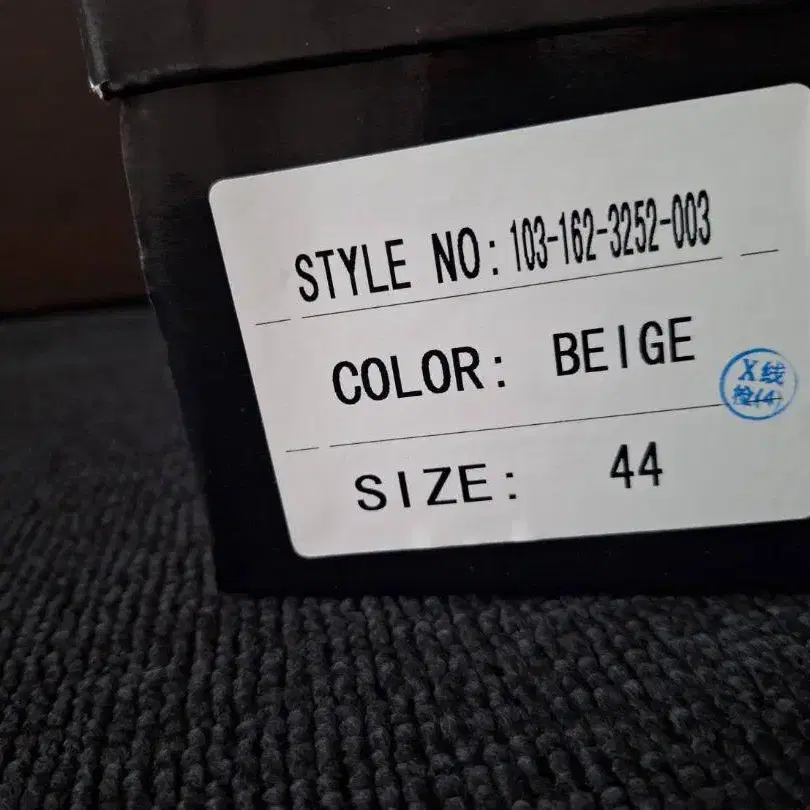 STYLE NO: 103-162-3252-003
COLOR: BEIGE
X线
SIZE: 44